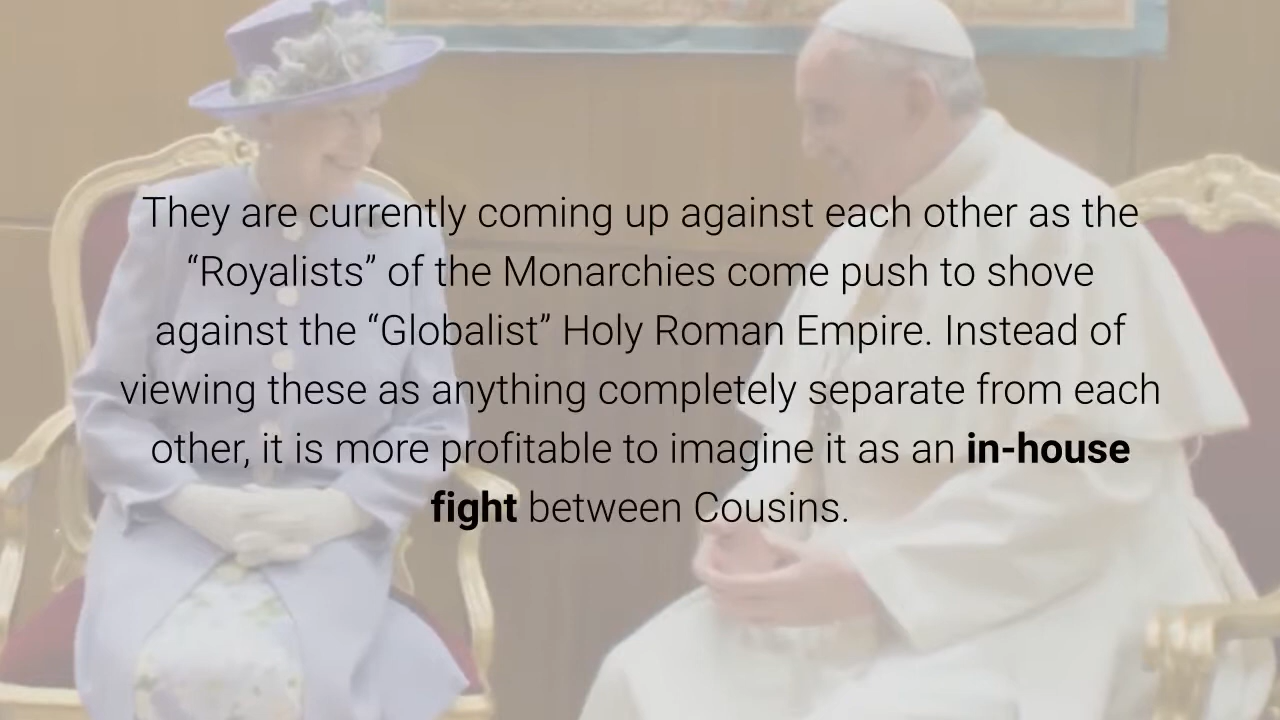 They are currently coming up against each other as the
“Royalists” of the Monarchies come push to shove
against the “Globalist” Holy Roman Empire. Instead of
viewing these as anything completely separate from each
other, it is more profitable to imagine it as an in-house
fight between Cousins.